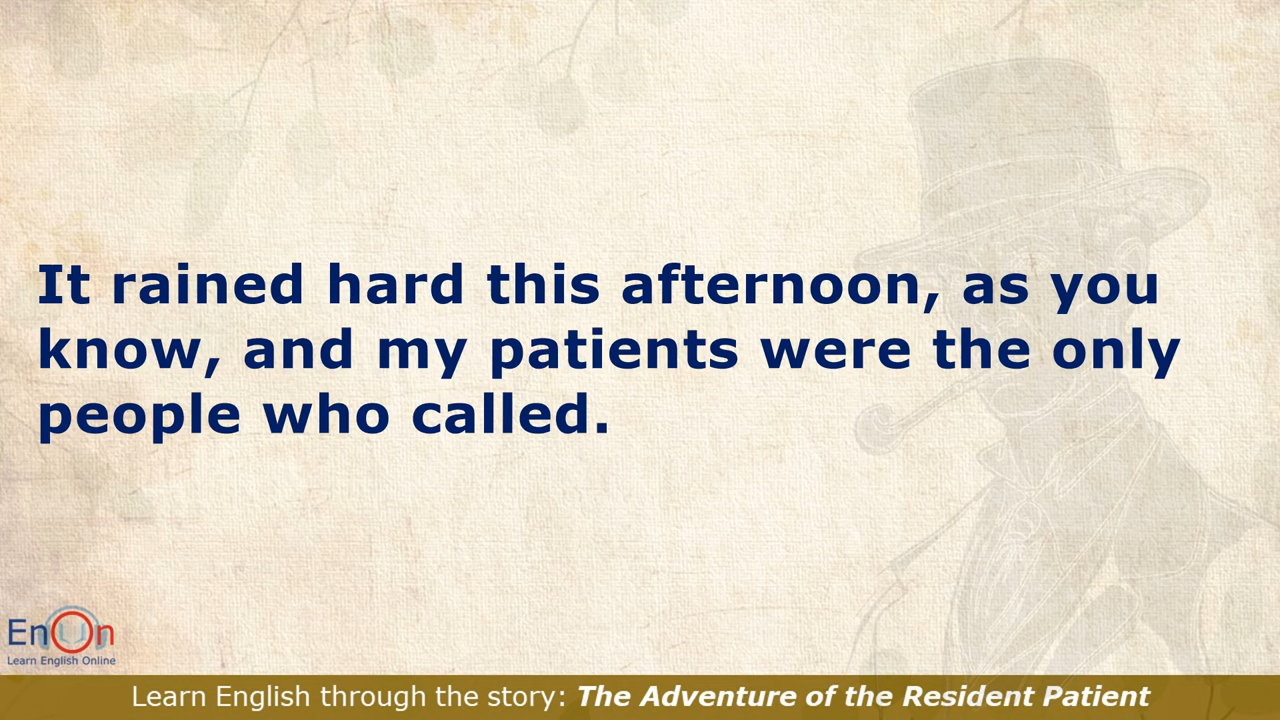 It rained hard this afternoon, as you
know, and my patients were the only
people who called.
EnOn
Learn English Online
Learn English through the story: The Adventure of the Resident Patient